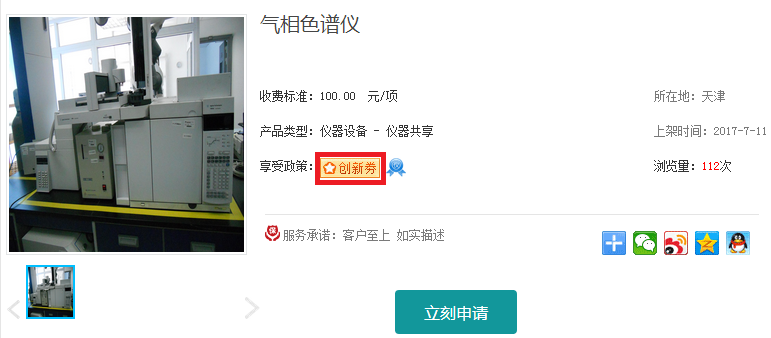 气相色谱仪
收费标准：100.00 元/项
所在地：天津
产品类型：仪器设备 - 仪器共享
上架时间：2017-7-11
享受政策：创新券
浏览量：112次
保 服务承诺：客户至上 如实描述
立刻申请